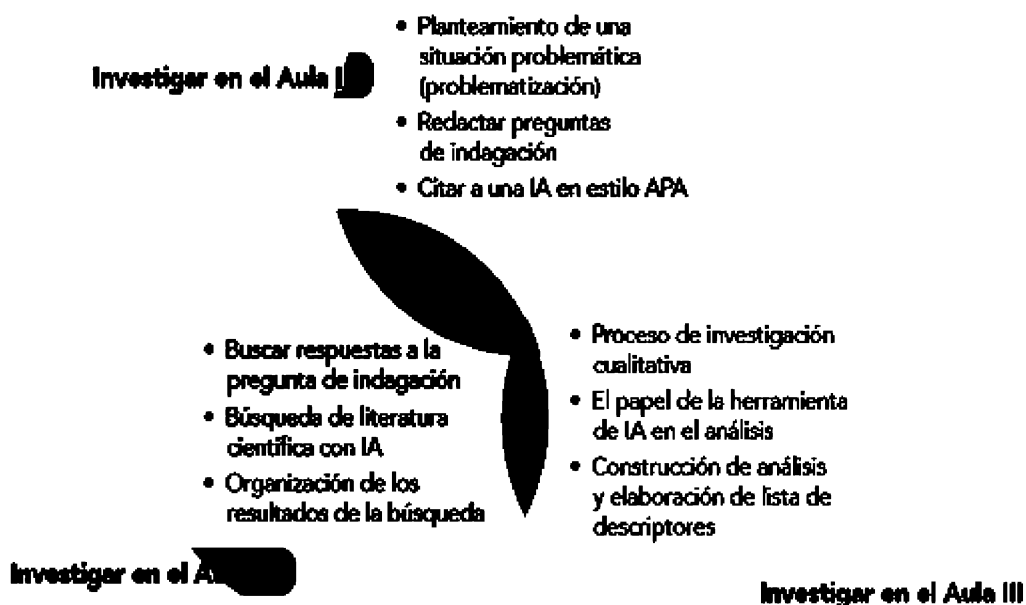 Investigar en el Aula I
• Planteamiento de una
situación problemática
(problematización)
• Redactar preguntas
de indagación
• Citar a una IA en estilo APA
• Buscar respuestas a la
pregunta de indagación
• Búsqueda de literatura
científica con IA
• Organización de los
resultados de la búsqueda
• Proceso de investigación
cualitativa
• El papel de la herramienta
de IA en el análisis
• Construcción de análisis
y elaboración de lista de
descriptores
Investigar en el
Investigar en el Aula III